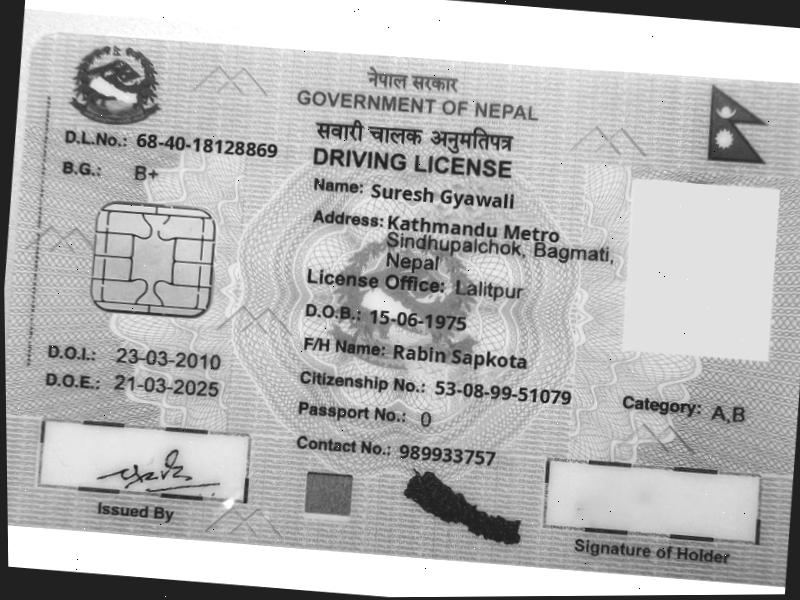 नेपाल सरकार
GOVERNMENT OF NEPAL
सवारी चालक अनुमतिपत्र
DRIVING LICENSE
D.L.No.: 68-40-18128869
B.G.: B+
Name: Suresh Gyawali
Address: Kathmandu Metro
Sindhupalchok, Bagmati,
Nepal
License Office: Lalitpur
D.O.B.: 15-06-1975
F/H Name: Rabin Sapkota
D.O.I.: 23-03-2010
D.O.E.: 21-03-2025
Citizenship No.: 53-08-99-51079
Category: A,B
Passport No.: 0
Contact No.: 989933757
Issued By
Signature of Holder